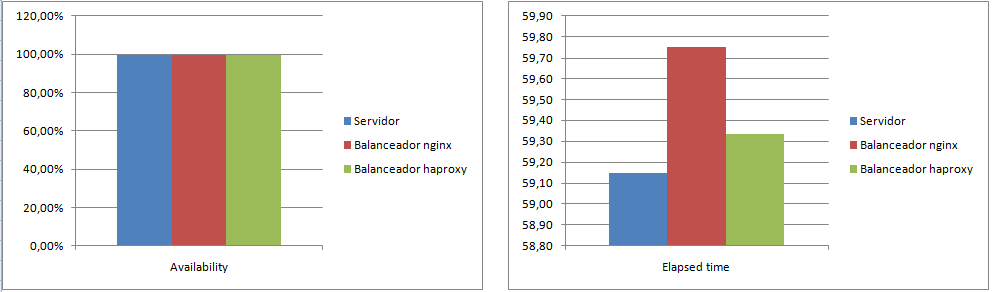 120,00%
100,00%
80,00%
60,00%
40,00%
20,00%
0,00%
Availability
Servidor
Balanceador nginx
Balanceador haproxy
59,90
59,80
59,70
59,60
59,50
59,40
59,30
59,20
59,10
59,00
58,90
58,80
Elapsed time
Servidor
Balanceador nginx
Balanceador haproxy